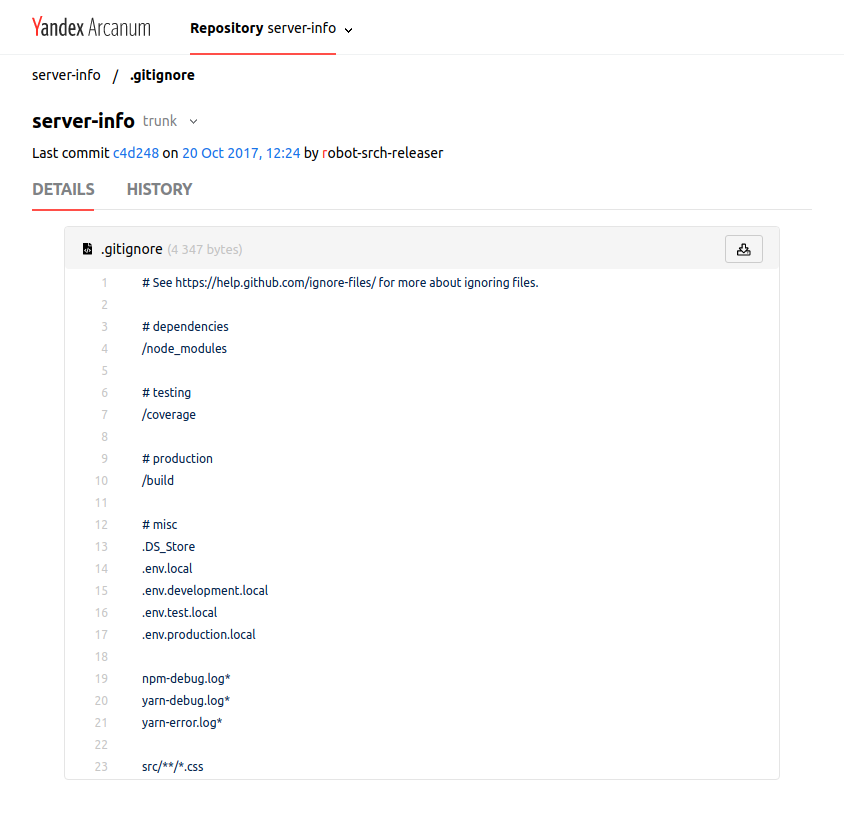 Yandex Arcanum Repository server-info
server-info / .gitignore
server-info trunk
Last commit c4d248 on 20 Oct 2017, 12:24 by robot-srch-releaser
DETAILS HISTORY
.gitignore (4 347 bytes)
1 # See https://help.github.com/ignore-files/ for more about ignoring files.
2
3 # dependencies
4 /node_modules
5
6 # testing
7 /coverage
8
9 # production
10 /build
11
12 # misc
13 .DS_Store
14 .env.local
15 .env.development.local
16 .env.test.local
17 .env.production.local
18
19 npm-debug.log*
20 yarn-debug.log*
21 yarn-error.log*
22
23 src/**/*.css